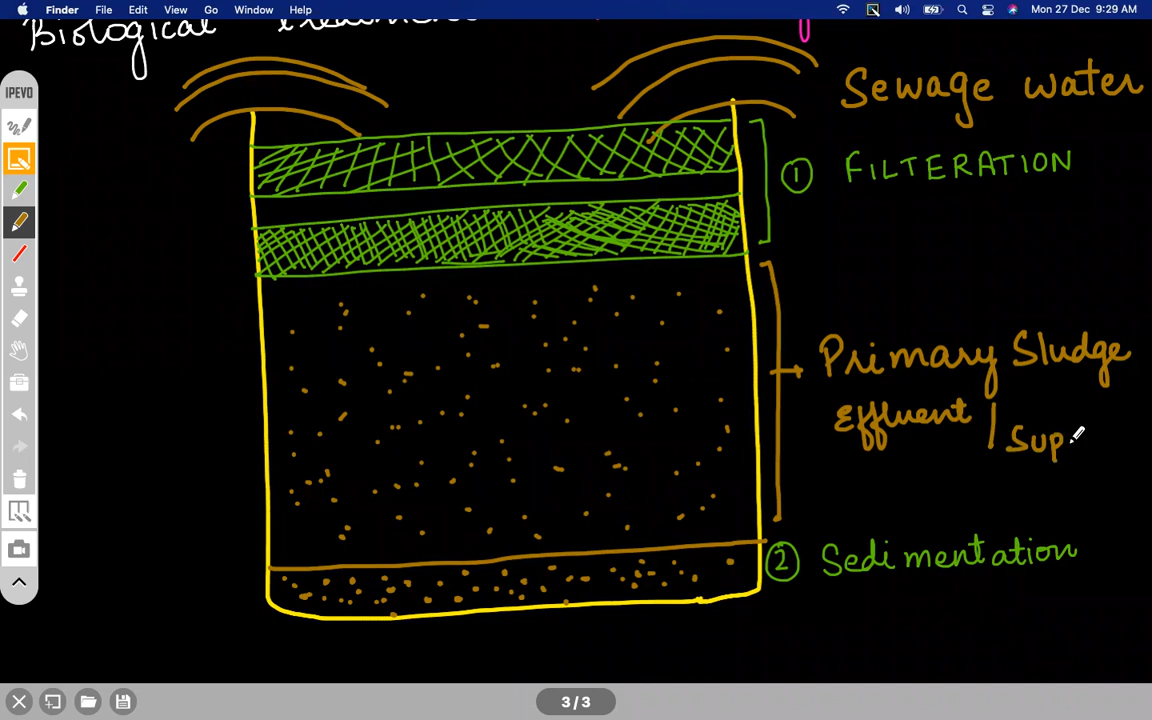 Finder File Edit View Window Help Mon 27 Dec 9:29 AM
Biological treatment
Sewage water
IPEVO
① FILTERATION
Primary Sludge
Effluent / Sup
② Sedimentation
3/3